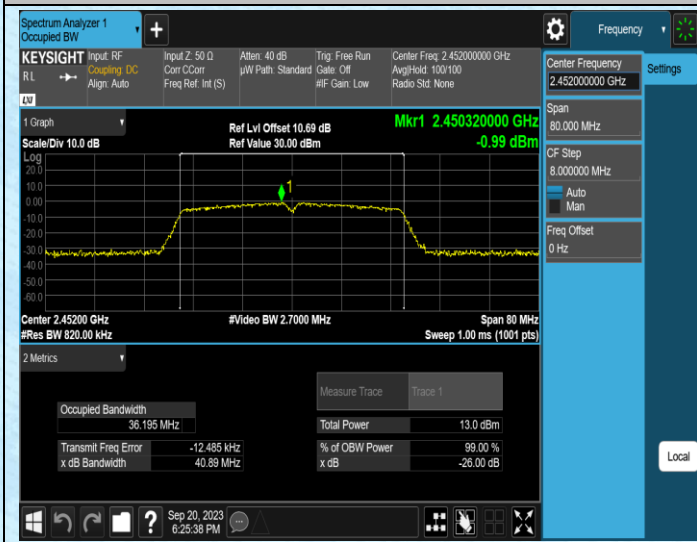 Spectrum Analyzer 1
Occupied BW
+
Frequency
KEYSIGHT
RL
LXI
Input: RF
Coupling: DC
Align: Auto
Input Z: 50 Ω
Corr CCorr
Freq Ref: Int (S)
Atten: 40 dB
µW Path: Standard
Trig: Free Run
Gate: Off
#IF Gain: Low
Center Freq: 2.452000000 GHz
Avg|Hold: 100/100
Radio Std: None
Center Frequency
2.452000000 GHz
Settings
Span
80.000 MHz
CF Step
8.000000 MHz
Auto
Man
Freq Offset
0 Hz
Local
1 Graph
Scale/Div 10.0 dB
Ref Lvl Offset 10.69 dB
Ref Value 30.00 dBm
Mkr1 2.450320000 GHz
-0.99 dBm
Log
20.0
10.0
0.00
-10.0
-20.0
-30.0
-40.0
-50.0
-60.0
1
Center 2.45200 GHz
#Res BW 820.00 kHz
#Video BW 2.7000 MHz
Span 80 MHz
Sweep 1.00 ms (1001 pts)
2 Metrics
Measure Trace Trace 1
Occupied Bandwidth
36.195 MHz
Total Power 13.0 dBm
Transmit Freq Error -12.485 kHz
% of OBW Power 99.00 %
x dB Bandwidth 40.89 MHz
x dB -26.00 dB
?
Sep 20, 2023
6:25:38 PM